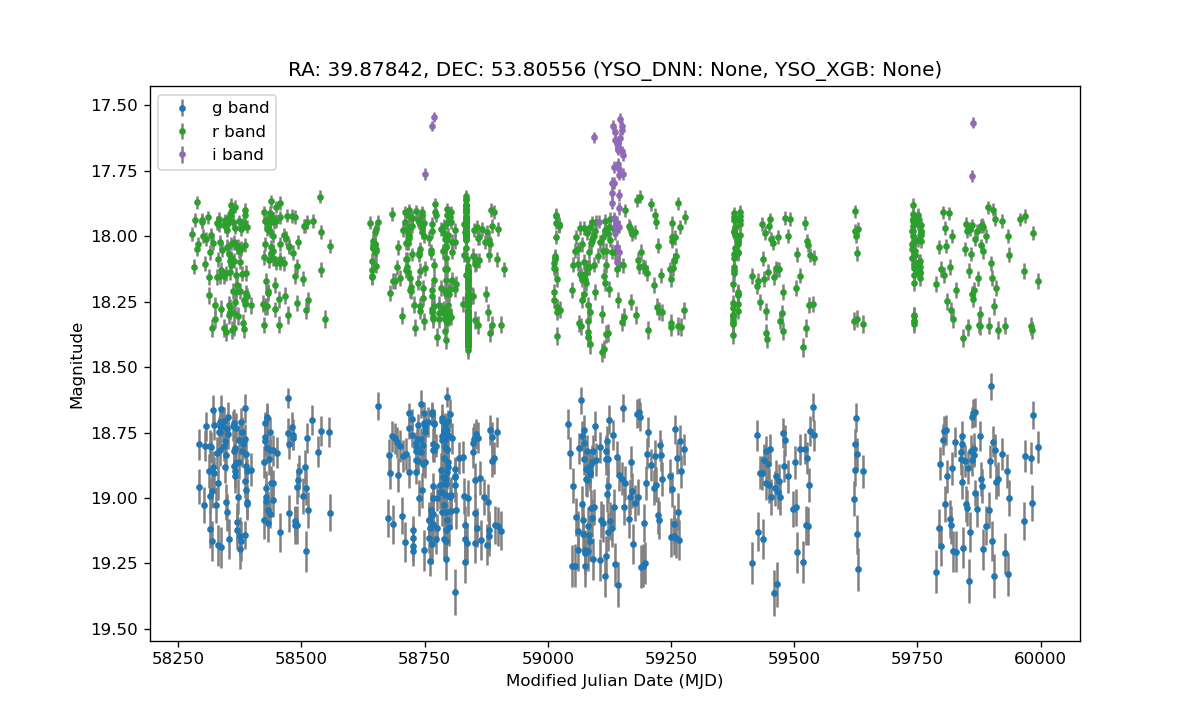 RA: 39.87842, DEC: 53.80556 (YSO_DNN: None, YSO_XGB: None)
g band
r band
i band
17.50
17.75
18.00
18.25
18.50
18.75
19.00
19.25
19.50
Magnitude
58250 58500 58750 59000 59250 59500 59750 60000
Modified Julian Date (MJD)